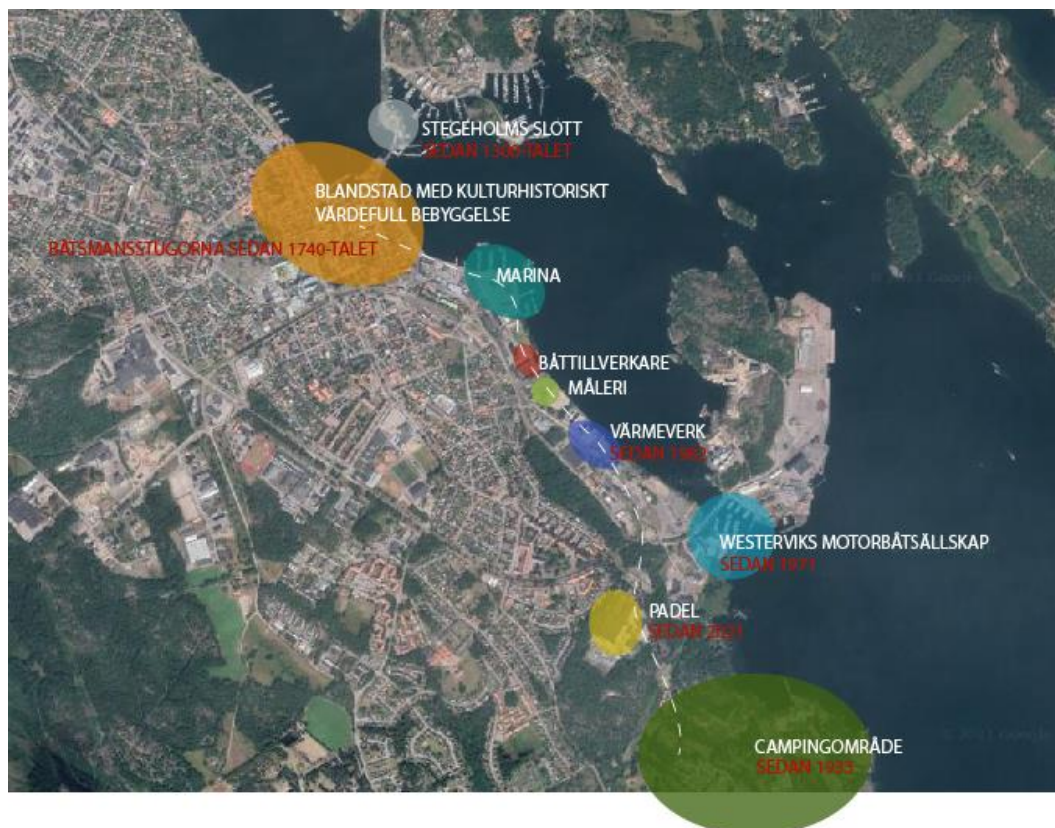 STEGEHOLMS SLOTT
SEDAN 1300-TALET
BLANDSTAD MED KULTURHISTORISKT
VÄRDEFULL BEBYGGELSE
BÅTSMANSSTUGORNA SEDAN 1740-TALET
MARINA
BÅTTILLVERKARE
MÅLERI
VÄRMEVERK
SEDAN
WESTERVIKS MOTORBÅTSÄLLSKAP
SEDAN 1971
PADEL
SEDAN 2021
CAMPINGOMRÅDE
SEDAN 1933